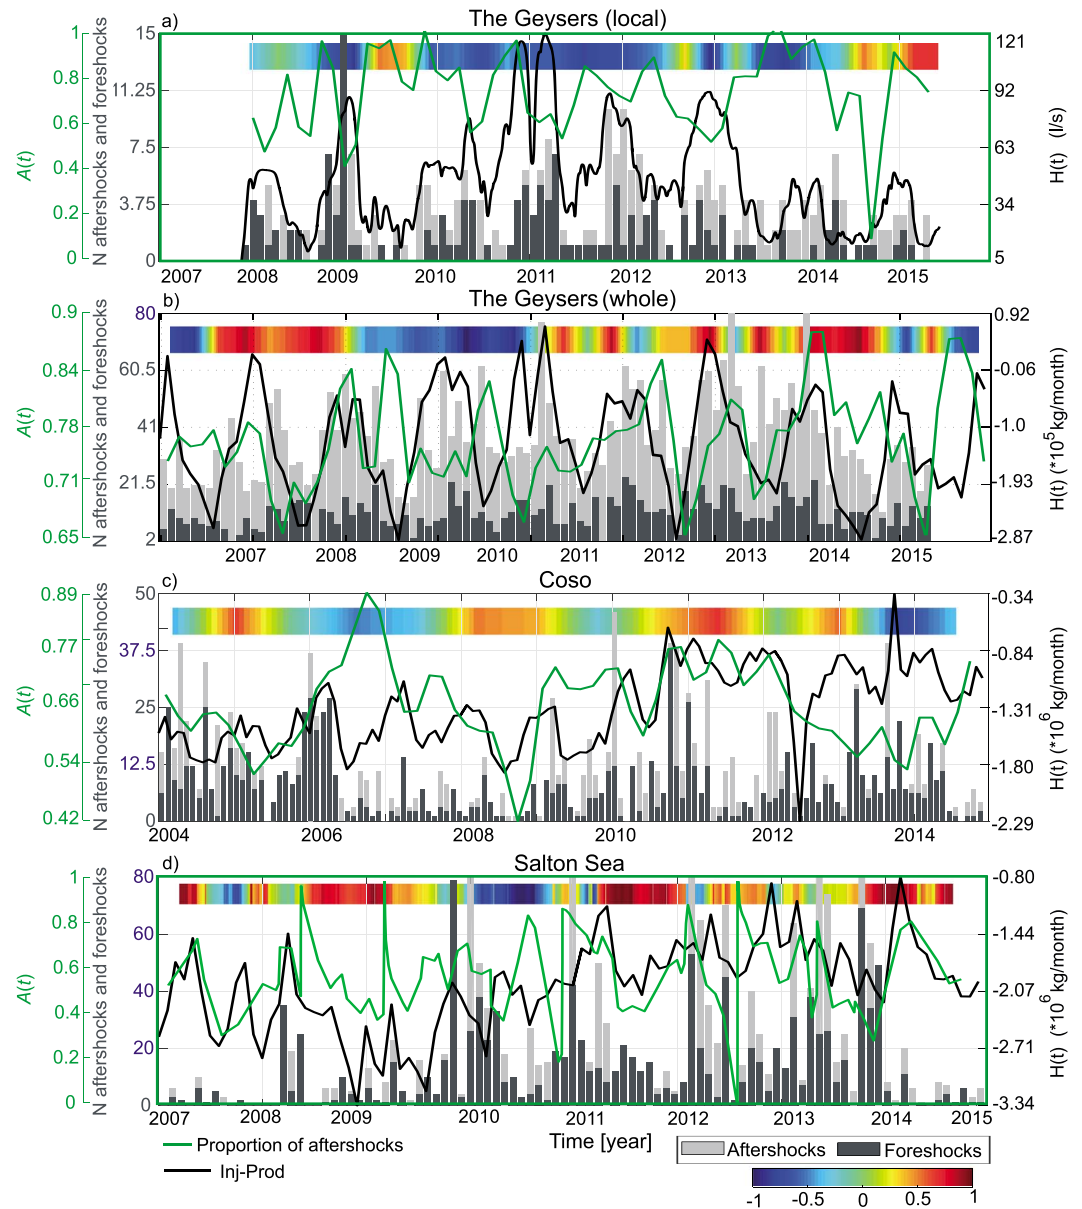 The Geysers (local)
a)
1
0.8
0.6
0.4
0.2
0
A(t)
N aftershocks and foreshocks
15
11.25
7.5
3.75
0
121
92
63
34
5
H(t) (l/s)
2007 2008 2009 2010 2011 2012 2013 2014 2015
The Geysers (whole)
b)
0.9
0.84
0.78
0.71
0.65
A(t)
N aftershocks and foreshocks
80
60.5
41
21.5
2
0.92
-0.06
-1.0
-1.93
-2.87
H(t) (*10^5 kg/month)
2007 2008 2009 2010 2011 2012 2013 2014 2015
Coso
c)
0.89
0.77
0.66
0.54
0.42
A(t)
N aftershocks and foreshocks
50
37.5
25
12.5
0
-0.34
-0.84
-1.31
-1.80
-2.29
H(t) (*10^6 kg/month)
2004 2006 2008 2010 2012 2014
Salton Sea
d)
1
0.8
0.6
0.4
0.2
0
A(t)
N aftershocks and foreshocks
80
60
40
20
0
-0.80
-1.44
-2.07
-2.71
-3.34
H(t) (*10^6 kg/month)
2007 2008 2009 2010 2011 2012 2013 2014 2015
Time [year]
Proportion of aftershocks
Inj-Prod
Aftershocks Foreshocks
-1 -0.5 0 0.5 1